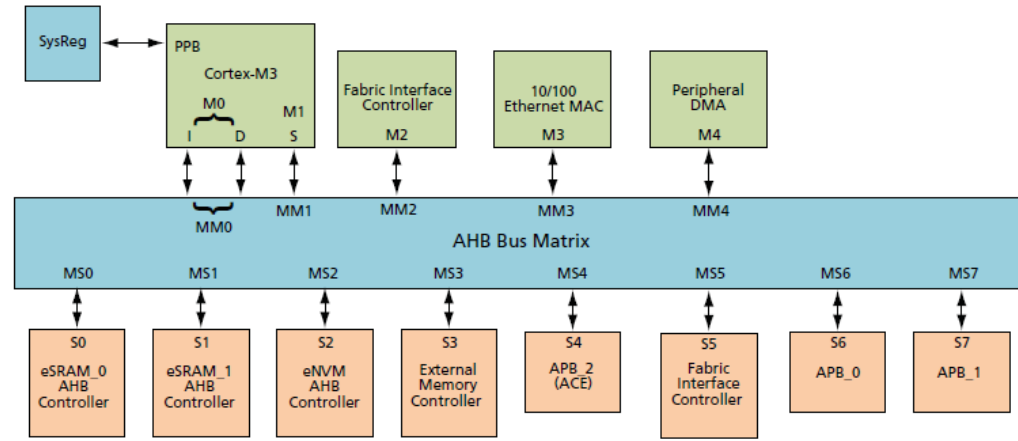 SysReg
PPB
Cortex-M3
M0
M1
I
D
S
Fabric Interface
Controller
M2
10/100
Ethernet MAC
M3
Peripheral
DMA
M4
MM0
MM1
MM2
MM3
MM4
AHB Bus Matrix
MS0
MS1
MS2
MS3
MS4
MS5
MS6
MS7
S0
eSRAM_0
AHB
Controller
S1
eSRAM_1
AHB
Controller
S2
eNVM
AHB
Controller
S3
External
Memory
Controller
S4
APB_2
(ACE)
S5
Fabric
Interface
Controller
S6
APB_0
S7
APB_1